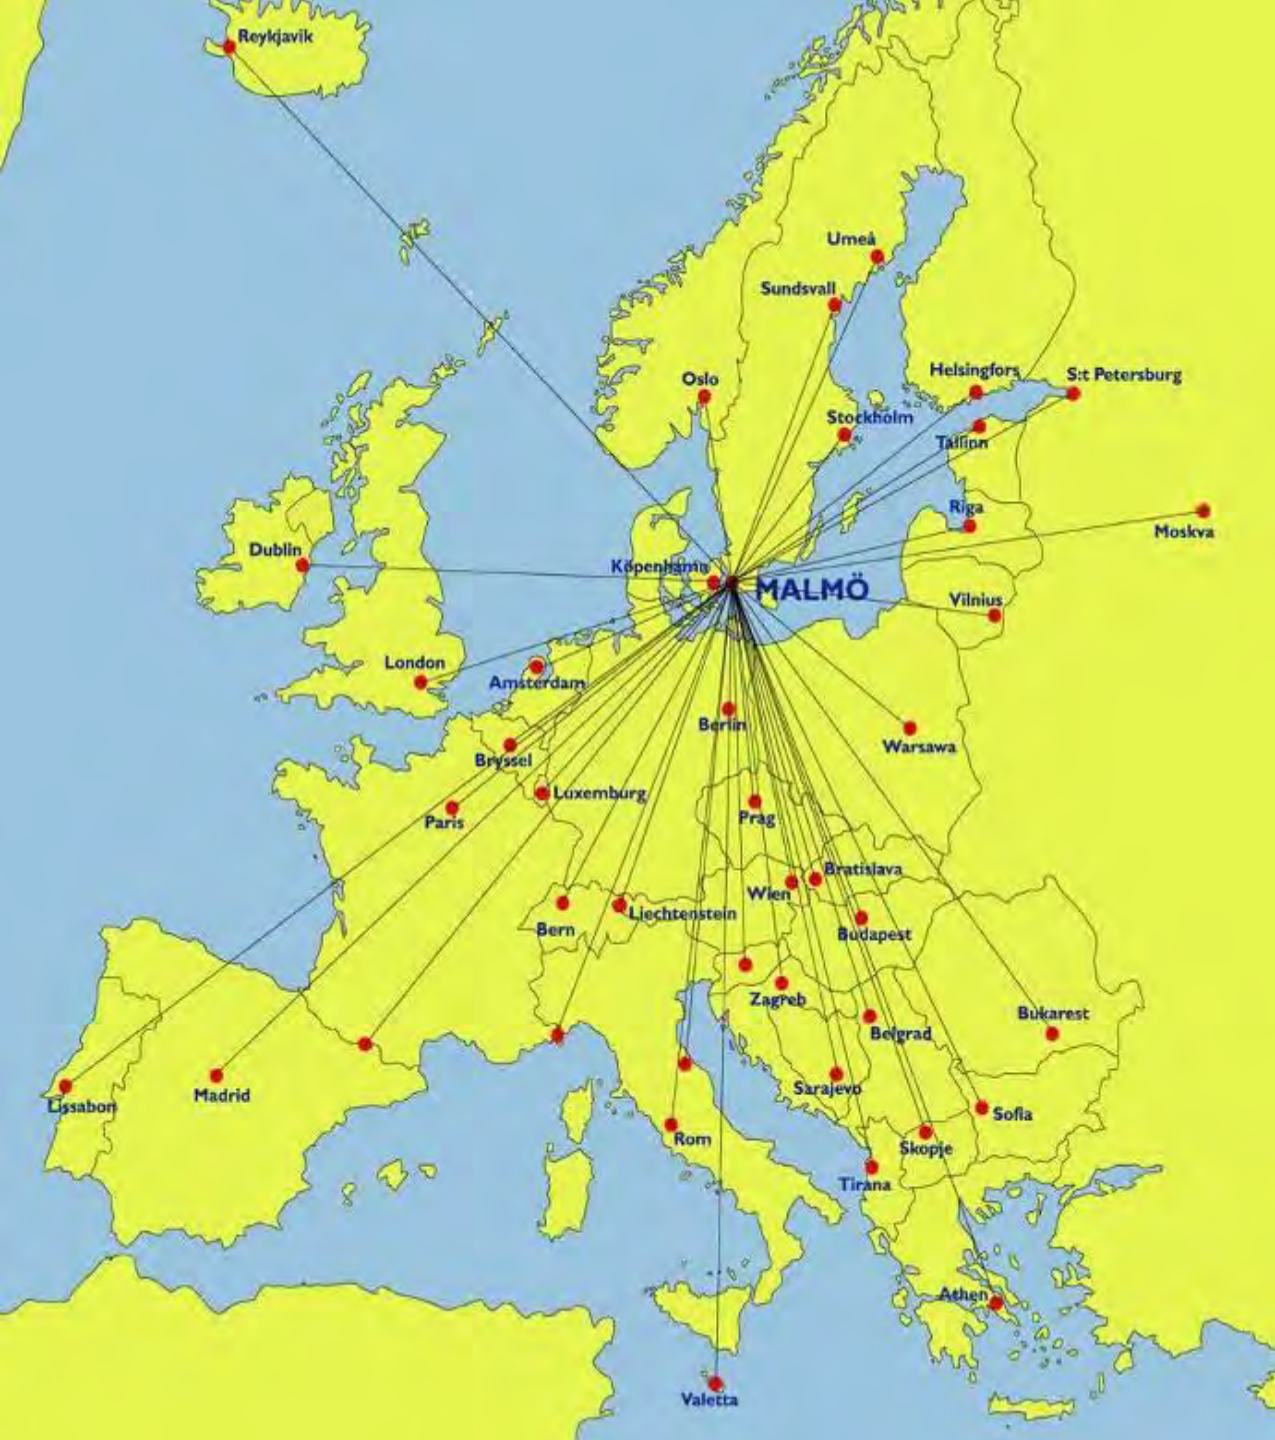 Reykjavik
Umeå
Sundsvall
Oslo
Helsingfors
S:t Petersburg
Stockholm
Tallinn
Riga
Moskva
Dublin
Köpenhamn
MALMÖ
Vilnius
London
Amsterdam
Berlin
Warsawa
Bryssel
Luxemburg
Paris
Prag
Bratislava
Wien
Liechtenstein
Bern
Budapest
Zagreb
Bukarest
Belgrad
Sarajevo
Madrid
Lissabon
Sofia
Rom
Skopje
Tirana
Athen
Valetta